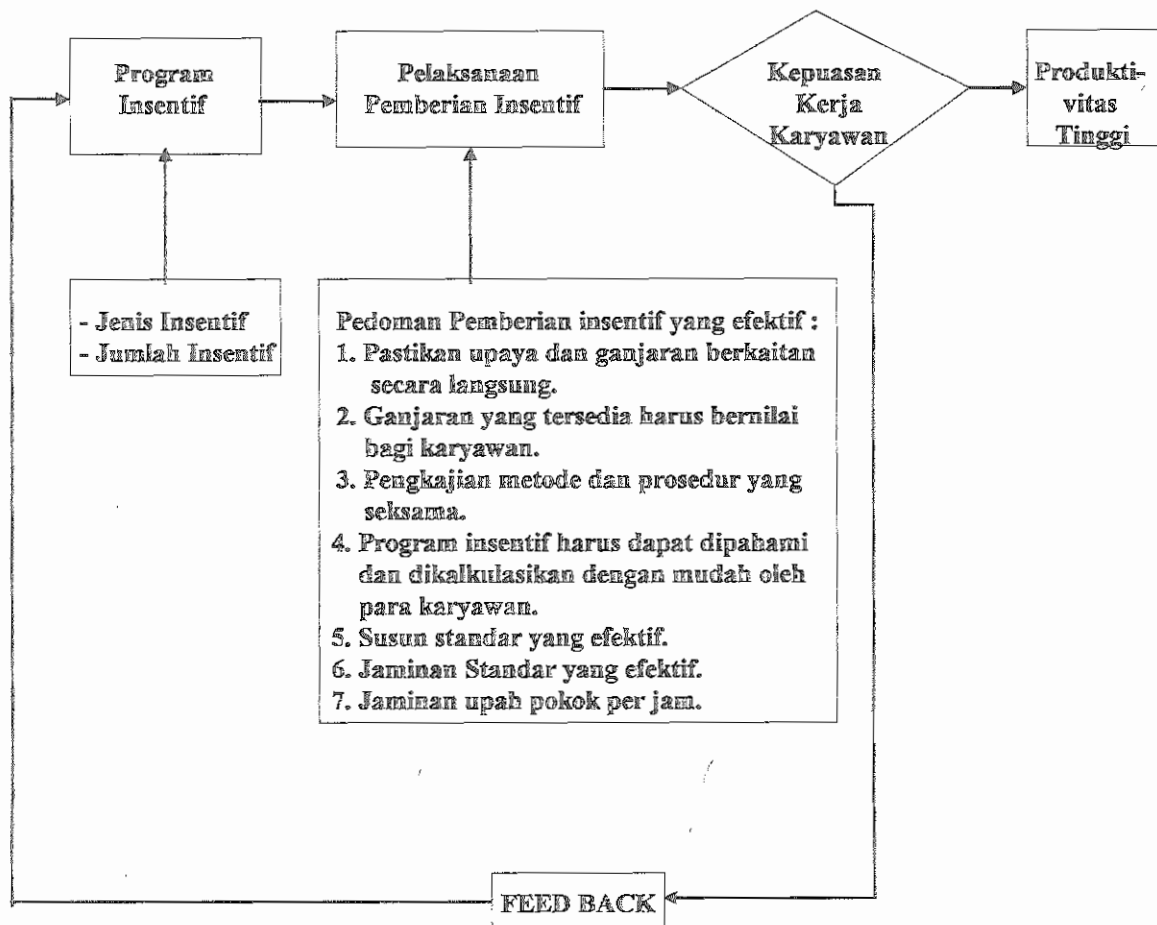 Program
Insentif
Pelaksanaan
Pemberian Insentif
Kepuasan
Kerja
Karyawan
Produkti-
vitas
Tinggi
- Jenis Insentif
- Jumlah Insentif
Pedoman Pemberian insentif yang efektif :
1. Pastikan upaya dan ganjaran berkaitan
secara langsung.
2. Ganjaran yang tersedia harus bernilai
bagi karyawan.
3. Pengkajian metode dan prosedur yang
seksama.
4. Program insentif harus dapat dipahami
dan dikalkulasikan dengan mudah oleh
para karyawan.
5. Susun standar yang efektif.
6. Jaminan Standar yang efektif.
7. Jaminan upah pokok per jam.
FEED BACK